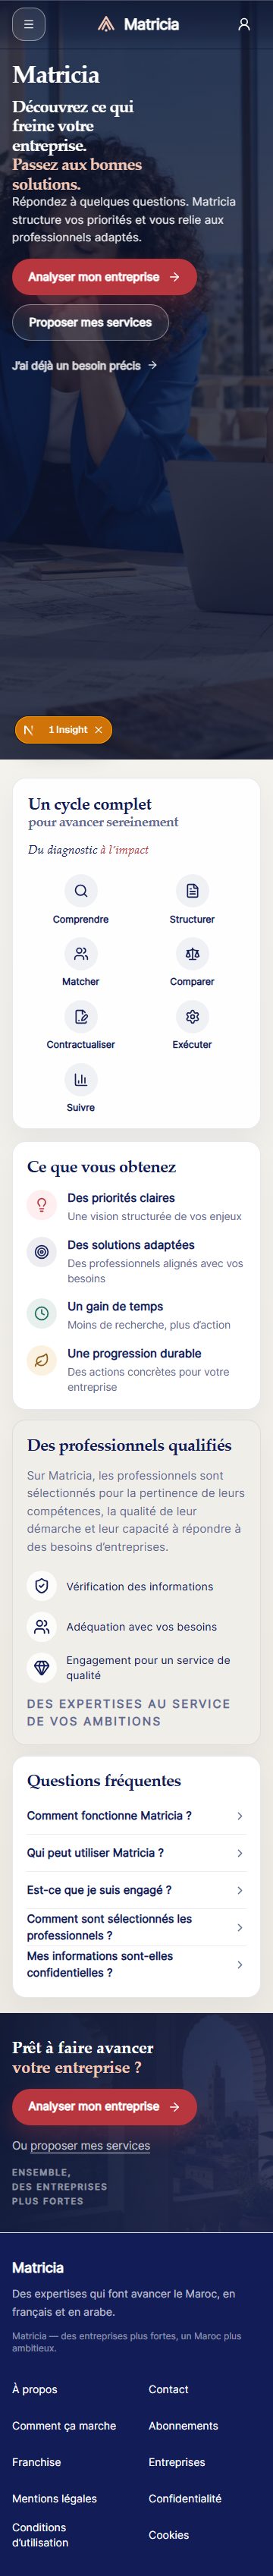 Matricia
Matricia
Découvrez ce qui
freine votre
entreprise.
Passez aux bonnes
solutions.
Répondez à quelques questions. Matricia
structure vos priorités et vous relie aux
professionnels adaptés.
Analyser mon entreprise
Proposer mes services
J'ai déjà un besoin précis
1 Insight
Un cycle complet
pour avancer sereinement
Du diagnostic à l'impact
Comprendre
Structurer
Matcher
Comparer
Contractualiser
Exécuter
Suivre
Ce que vous obtenez
Des priorités claires
Une vision structurée de vos enjeux
Des solutions adaptées
Des professionnels alignés avec vos
besoins
Un gain de temps
Moins de recherche, plus d'action
Une progression durable
Des actions concrètes pour votre
entreprise
Des professionnels qualifiés
Sur Matricia, les professionnels sont
sélectionnés pour la pertinence de leurs
compétences, la qualité de leur
démarche et leur capacité à répondre à
des besoins d'entreprises.
Vérification des informations
Adéquation avec vos besoins
Engagement pour un service de
qualité
DES EXPERTISES AU SERVICE
DE VOS AMBITIONS
Questions fréquentes
Comment fonctionne Matricia ?
Qui peut utiliser Matricia ?
Est-ce que je suis engagé ?
Comment sont sélectionnés les
professionnels ?
Mes informations sont-elles
confidentielles ?
Prêt à faire avancer
votre entreprise ?
Analyser mon entreprise
Ou proposer mes services
ENSEMBLE,
DES ENTREPRISES
PLUS FORTES
Matricia
Des expertises qui font avancer le Maroc, en
français et en arabe.
Matricia — des entreprises plus fortes, un Maroc plus
ambitieux.
À propos
Contact
Comment ça marche
Abonnements
Franchise
Entreprises
Mentions légales
Confidentialité
Conditions
d'utilisation
Cookies